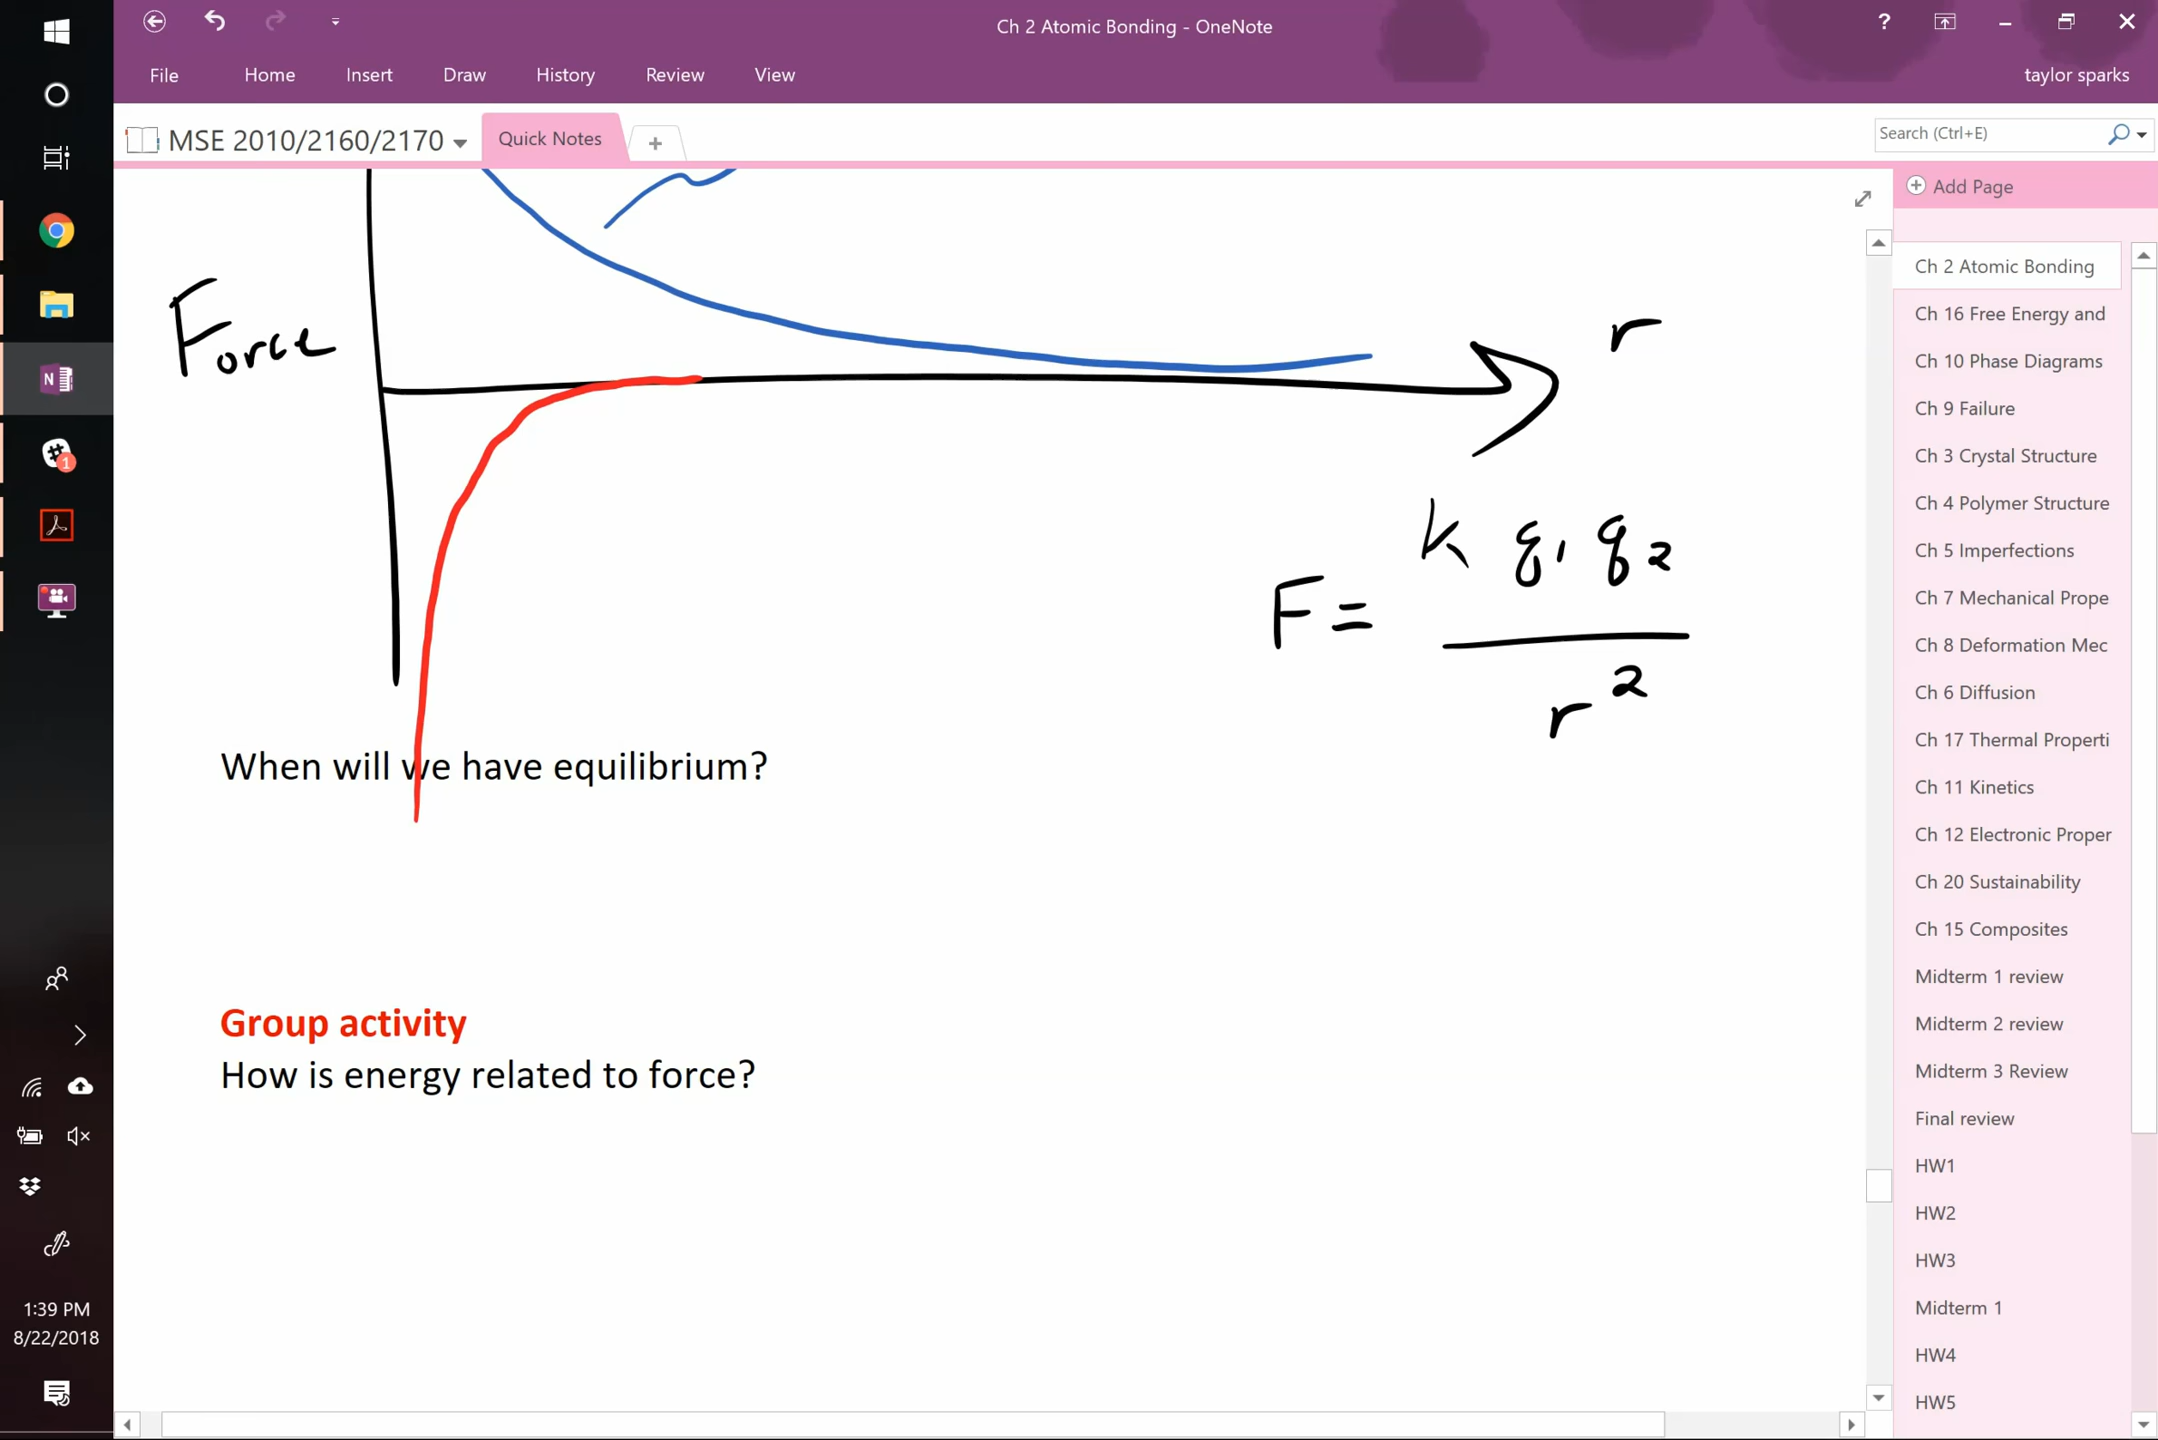 Ch 2 Atomic Bonding - OneNote
?
File Home Insert Draw History Review View
taylor sparks
MSE 2010/2160/2170
Quick Notes
+
Search (Ctrl+E)
Add Page
Ch 2 Atomic Bonding
Ch 16 Free Energy and
Ch 10 Phase Diagrams
Ch 9 Failure
Ch 3 Crystal Structure
Ch 4 Polymer Structure
Ch 5 Imperfections
Ch 7 Mechanical Prope
Ch 8 Deformation Mec
Ch 6 Diffusion
Ch 17 Thermal Properti
Ch 11 Kinetics
Ch 12 Electronic Proper
Ch 20 Sustainability
Ch 15 Composites
Midterm 1 review
Midterm 2 review
Midterm 3 Review
Final review
HW1
HW2
HW3
Midterm 1
HW4
HW5
Force
r
k q1 q2
F=
r2
When will we have equilibrium?
Group activity
How is energy related to force?
N
1
1:39 PM
8/22/2018